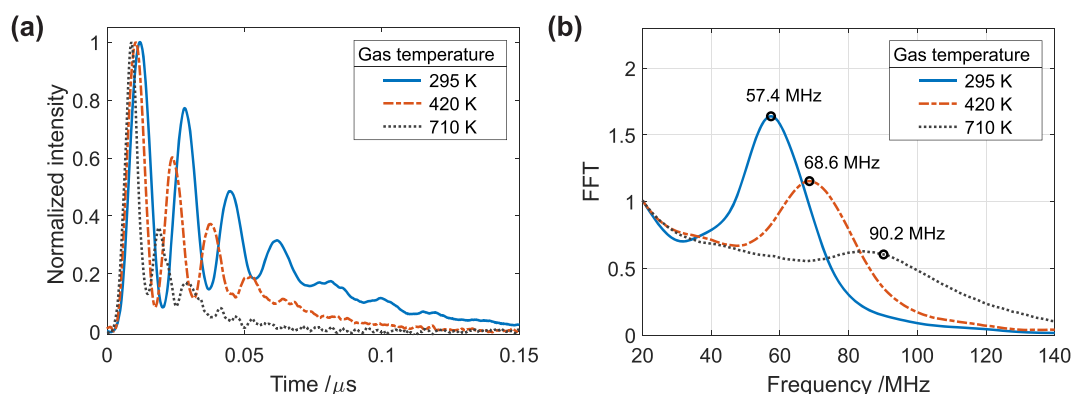 (a)
Normalized intensity
1
0.8
0.6
0.4
0.2
0
0
0.05
0.1
0.15
Time /μs
Gas temperature
295 K
420 K
710 K
(b)
FFT
2
1.5
1
0.5
0
20
40
60
80
100
120
140
Frequency /MHz
57.4 MHz
68.6 MHz
90.2 MHz
Gas temperature
295 K
420 K
710 K